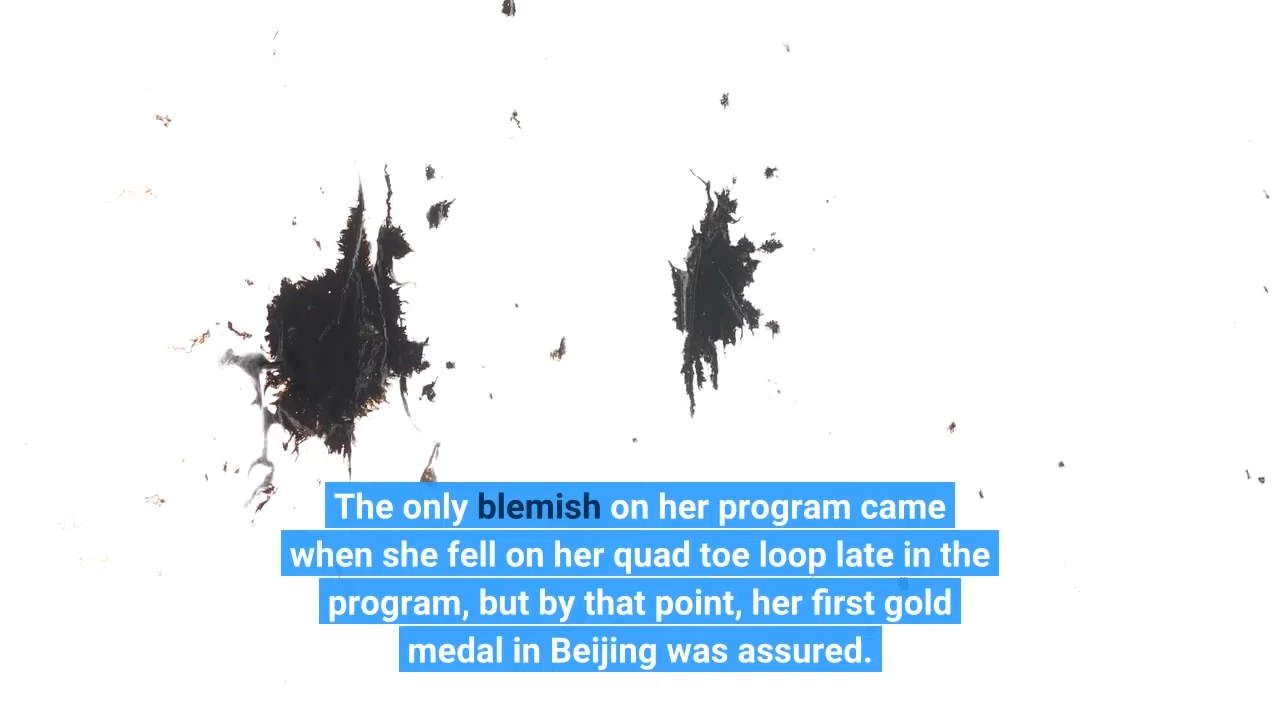 The only blemish on her program came
when she fell on her quad toe loop late in the
program, but by that point, her first gold
medal in Beijing was assured.